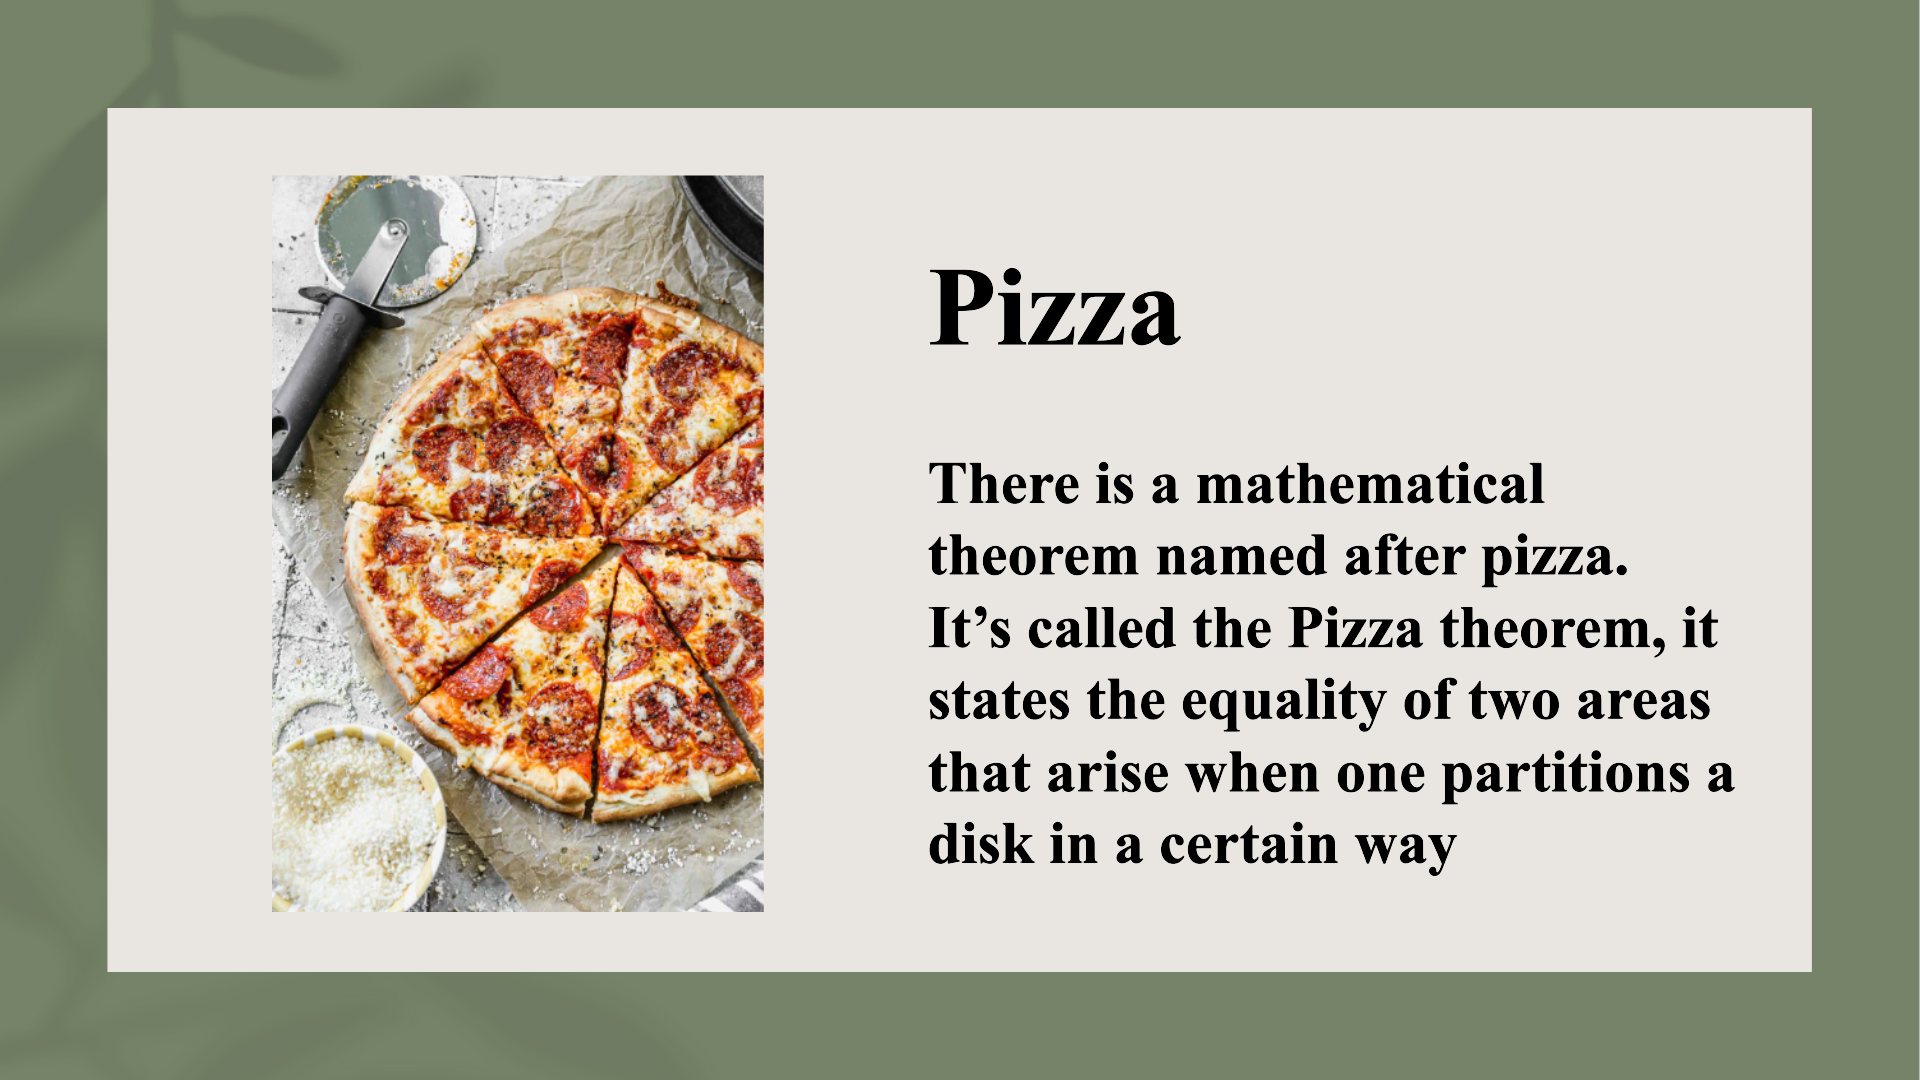 Pizza
There is a mathematical
theorem named after pizza.
It’s called the Pizza theorem, it
states the equality of two areas
that arise when one partitions a
disk in a certain way